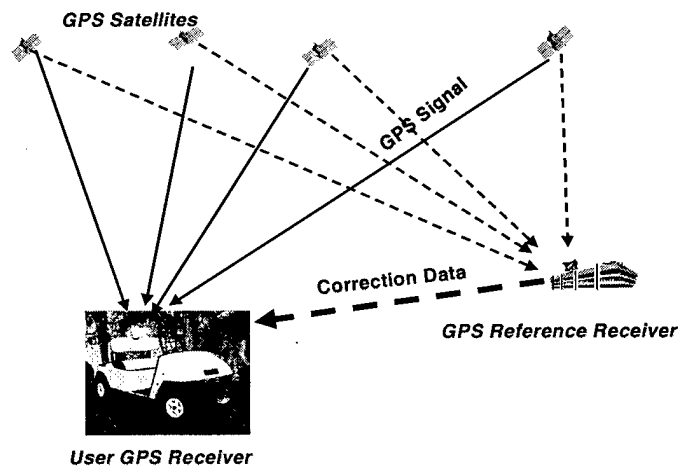 GPS Satellites
GPS Signal
Correction Data
GPS Reference Receiver
User GPS Receiver